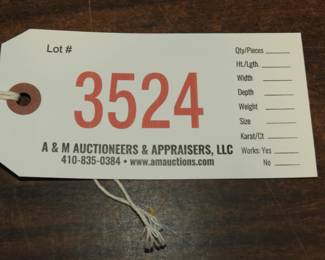 Lot #
3524
A & M AUCTIONEERS & APPRAISERS, LLC
410-835-0384 • www.amauctions.com
Qty/Pieces
Ht./Lgth.
Width
Depth
Weight
Size
Karat/Ct
Works: Yes
No